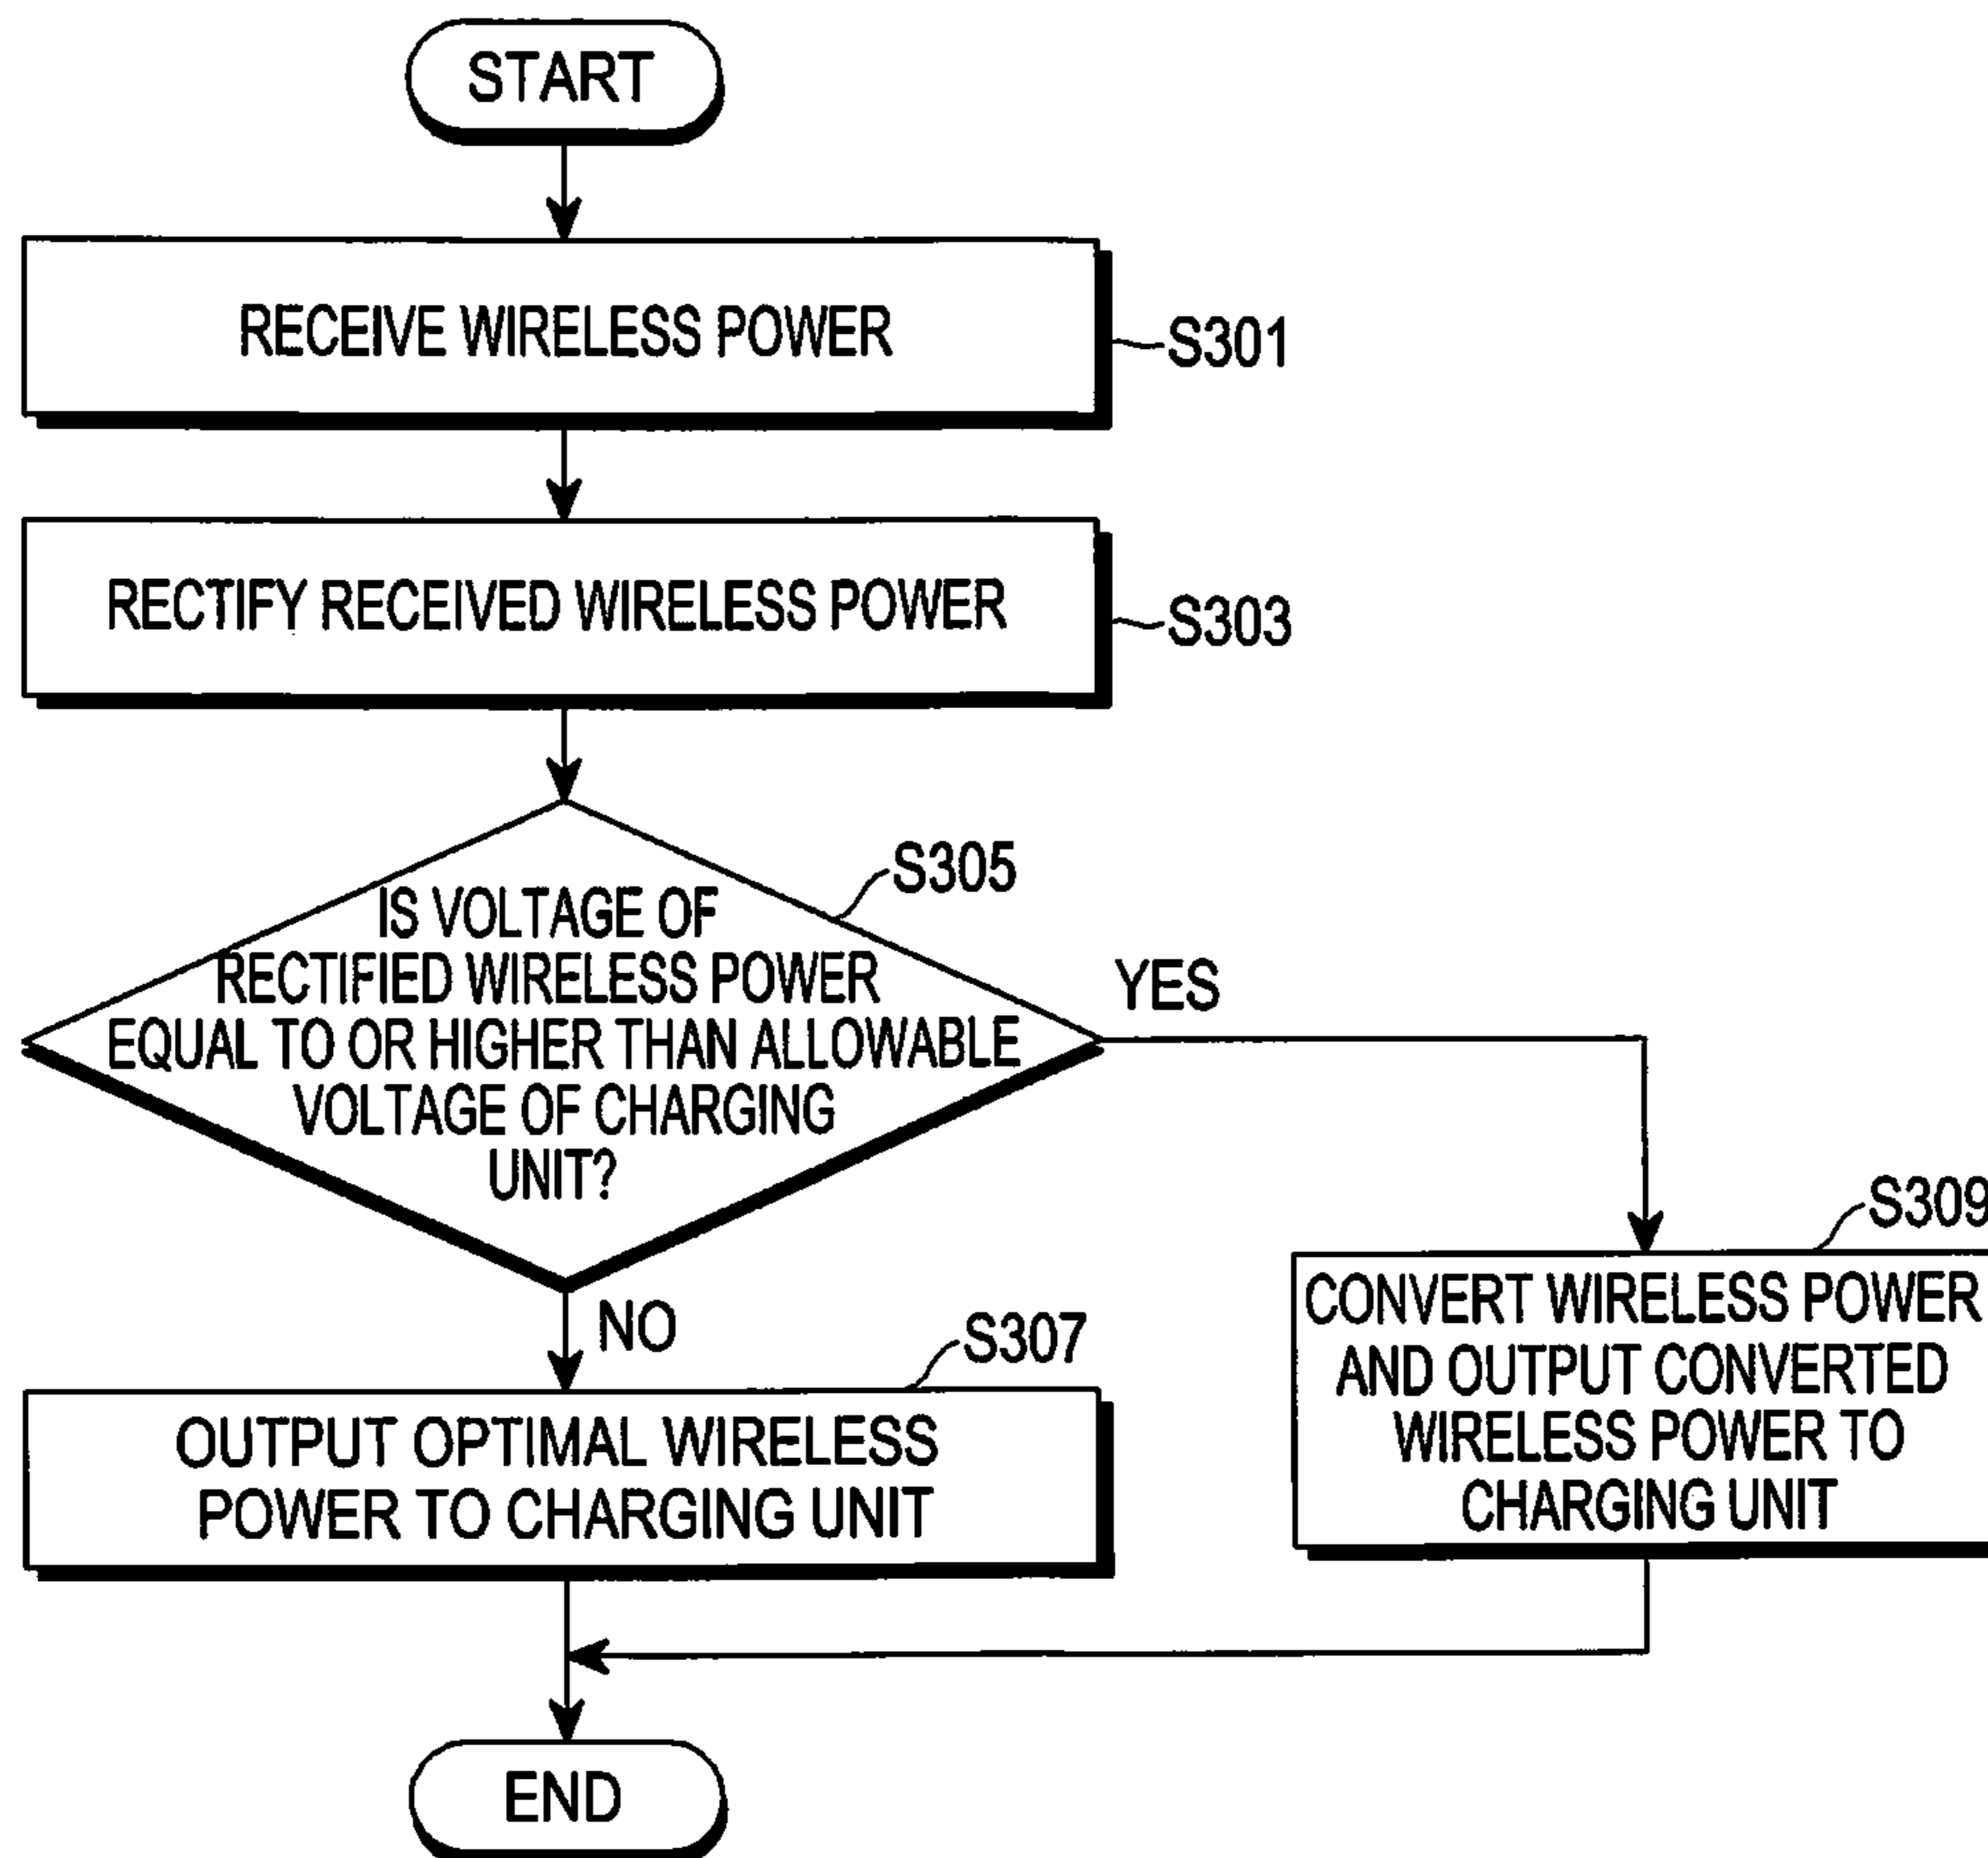 START
RECEIVE WIRELESS POWER
S301
RECTIFY RECEIVED WIRELESS POWER
S303
S305
IS VOLTAGE OF
RECTIFIED WIRELESS POWER
EQUAL TO OR HIGHER THAN ALLOWABLE
VOLTAGE OF CHARGING
UNIT?
YES
NO
S307
OUTPUT OPTIMAL WIRELESS
POWER TO CHARGING UNIT
S309
CONVERT WIRELESS POWER
AND OUTPUT CONVERTED
WIRELESS POWER TO
CHARGING UNIT
END